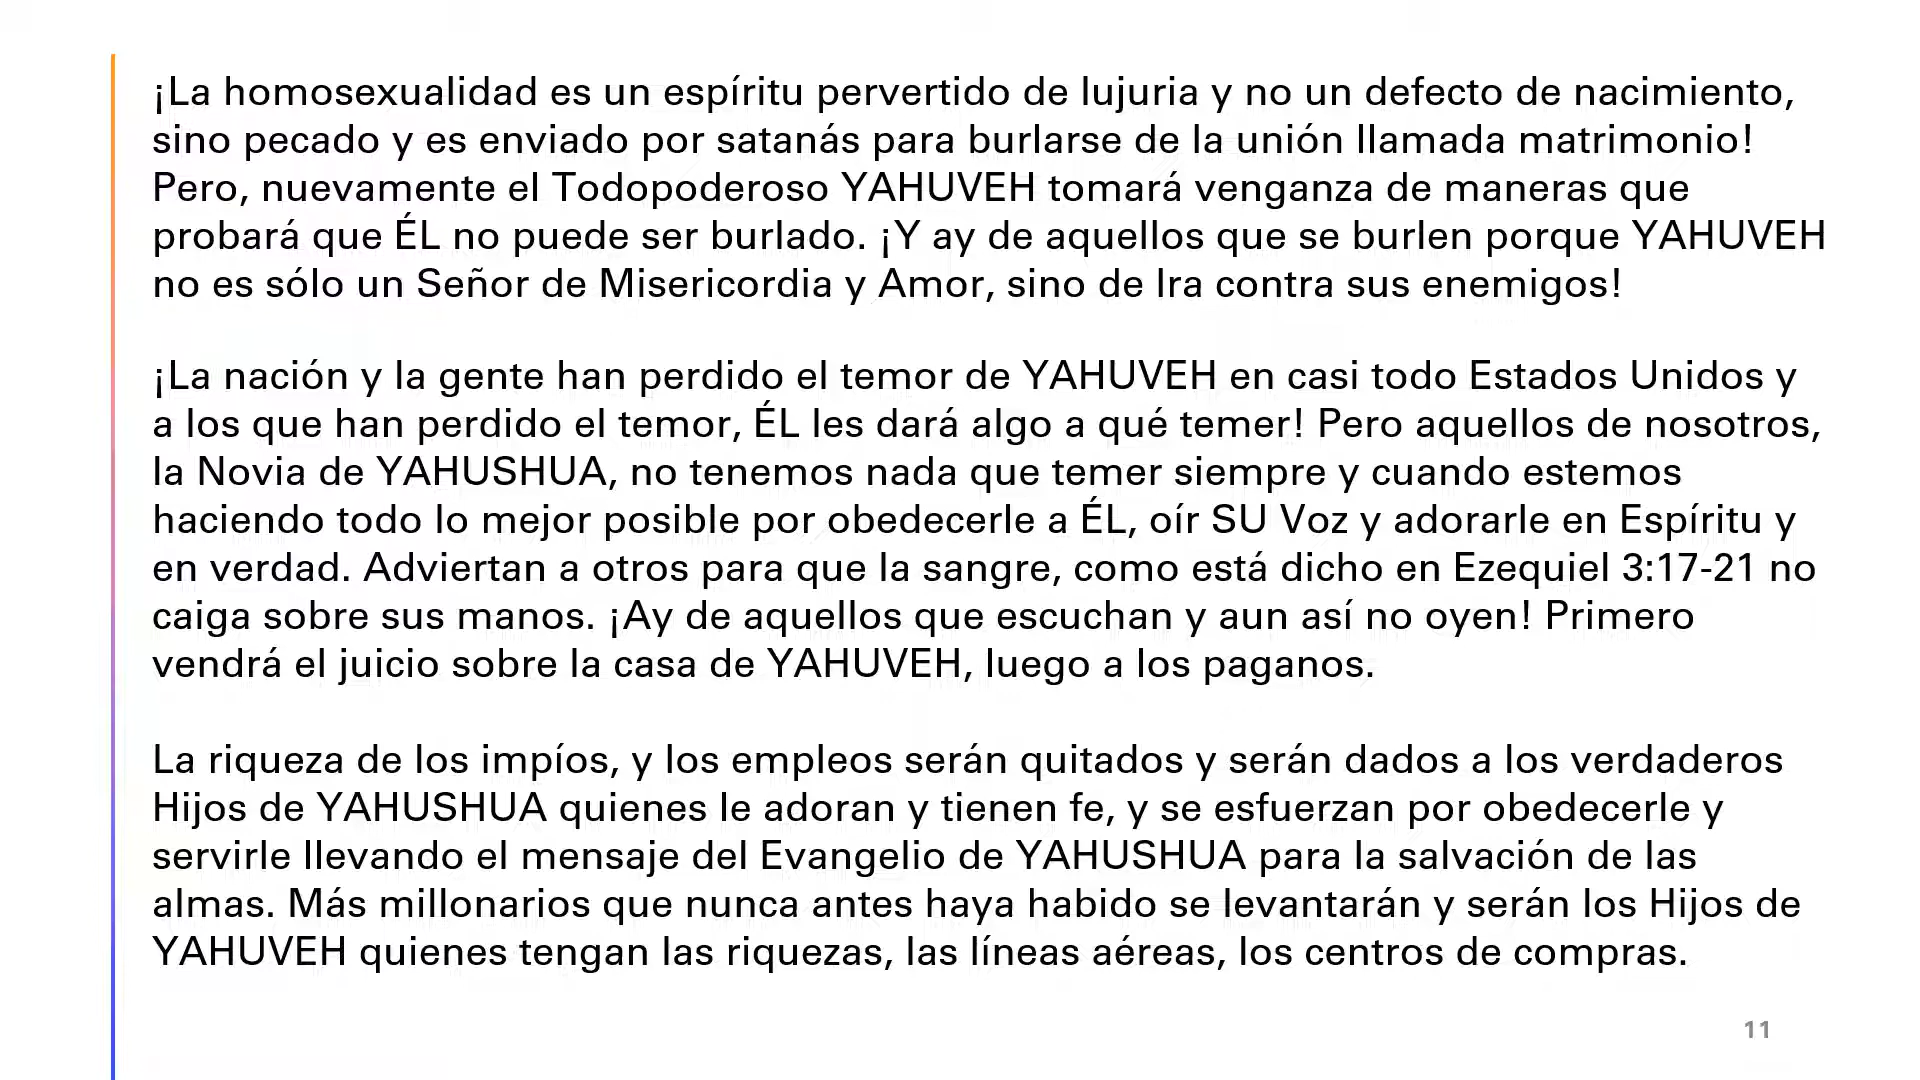 ¡La homosexualidad es un espíritu pervertido de lujuria y no un defecto de nacimiento,
sino pecado y es enviado por satanás para burlarse de la unión llamada matrimonio!
Pero, nuevamente el Todopoderoso YAHUVEH tomará venganza de maneras que
probará que ÉL no puede ser burlado. ¡Y ay de aquellos que se burlen porque YAHUVEH
no es sólo un Señor de Misericordia y Amor, sino de Ira contra sus enemigos!
¡La nación y la gente han perdido el temor de YAHUVEH en casi todo Estados Unidos y
a los que han perdido el temor, ÉL les dará algo a qué temer! Pero aquellos de nosotros,
la Novia de YAHUSHUA, no tenemos nada que temer siempre y cuando estemos
haciendo todo lo mejor posible por obedecerle a ÉL, oír SU Voz y adorarle en Espíritu y
en verdad. Adviertan a otros para que la sangre, como está dicho en Ezequiel 3:17-21 no
caiga sobre sus manos. ¡Ay de aquellos que escuchan y aun así no oyen! Primero
vendrá el juicio sobre la casa de YAHUVEH, luego a los paganos.
La riqueza de los impíos, y los empleos serán quitados y serán dados a los verdaderos
Hijos de YAHUSHUA quienes le adoran y tienen fe, y se esfuerzan por obedecerle y
servirle llevando el mensaje del Evangelio de YAHUSHUA para la salvación de las
almas. Más millonarios que nunca antes haya habido se levantarán y serán los Hijos de
YAHUVEH quienes tengan las riquezas, las líneas aéreas, los centros de compras.
11